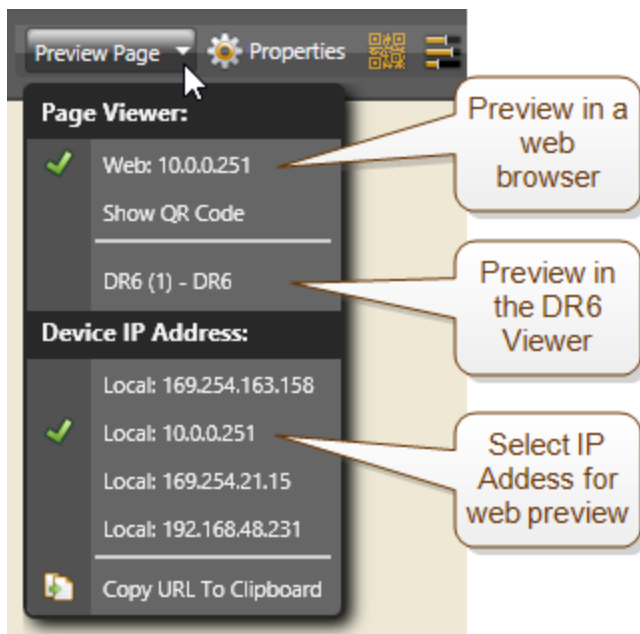 Preview Page
Properties
Page Viewer:
Web: 10.0.0.251
Show QR Code
DR6 (1) - DR6
Device IP Address:
Local: 169.254.163.158
Local: 10.0.0.251
Local: 169.254.21.15
Local: 192.168.48.231
Copy URL To Clipboard
Preview in a
web
browser
Preview in
the DR6
Viewer
Select IP
Addess for
web preview